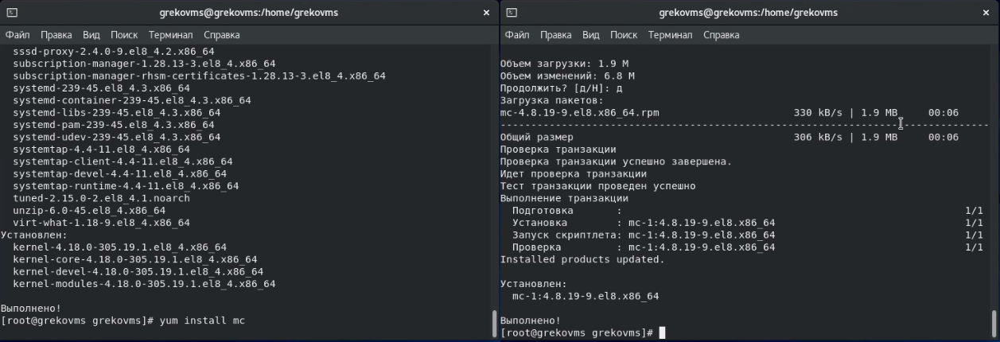 grekovms@grekovms:/home/grekovms
Файл Правка Вид Поиск Терминал Справка
sssd-proxy-2.4.0-9.el8_4.2.x86_64
subscription-manager-1.28.13-3.el8_4.x86_64
subscription-manager-rhsm-certificates-1.28.13-3.el8_4.x86_64
systemd-239-45.el8_4.3.x86_64
systemd-container-239-45.el8_4.3.x86_64
systemd-libs-239-45.el8_4.3.x86_64
systemd-pam-239-45.el8_4.3.x86_64
systemd-udev-239-45.el8_4.3.x86_64
systemtap-4.4-11.el8_4.x86_64
systemtap-client-4.4-11.el8_4.x86_64
systemtap-devel-4.4-11.el8_4.x86_64
systemtap-runtime-4.4-11.el8_4.x86_64
tuned-2.15.0-2.el8_4.1.noarch
unzip-6.0-45.el8_4.x86_64
virt-what-1.18-9.el8_4.x86_64
Установлен:
kernel-4.18.0-305.19.1.el8_4.x86_64
kernel-core-4.18.0-305.19.1.el8_4.x86_64
kernel-devel-4.18.0-305.19.1.el8_4.x86_64
kernel-modules-4.18.0-305.19.1.el8_4.x86_64
Выполнено!
[root@grekovms grekovms]# yum install mc
grekovms@grekovms:/home/grekovms
Файл Правка Вид Поиск Терминал Справка
Объем загрузки: 1.9 M
Объем изменений: 6.8 M
Продолжить? [д/Н]: д
Загрузка пакетов:
mc-4.8.19-9.el8.x86_64.rpm 330 kB/s | 1.9 MB 00:06
--------------------------------------------------------------------------------
Общий размер 306 kB/s | 1.9 MB 00:06
Проверка транзакции
Проверка транзакции успешно завершена.
Идет проверка транзакции
Тест транзакции проведен успешно
Выполнение транзакции
Подготовка : 1/1
Установка : mc-1:4.8.19-9.el8.x86_64 1/1
Запуск скриптлета: mc-1:4.8.19-9.el8.x86_64 1/1
Проверка : mc-1:4.8.19-9.el8.x86_64 1/1
Installed products updated.
Установлен:
mc-1:4.8.19-9.el8.x86_64
Выполнено!
[root@grekovms grekovms]#